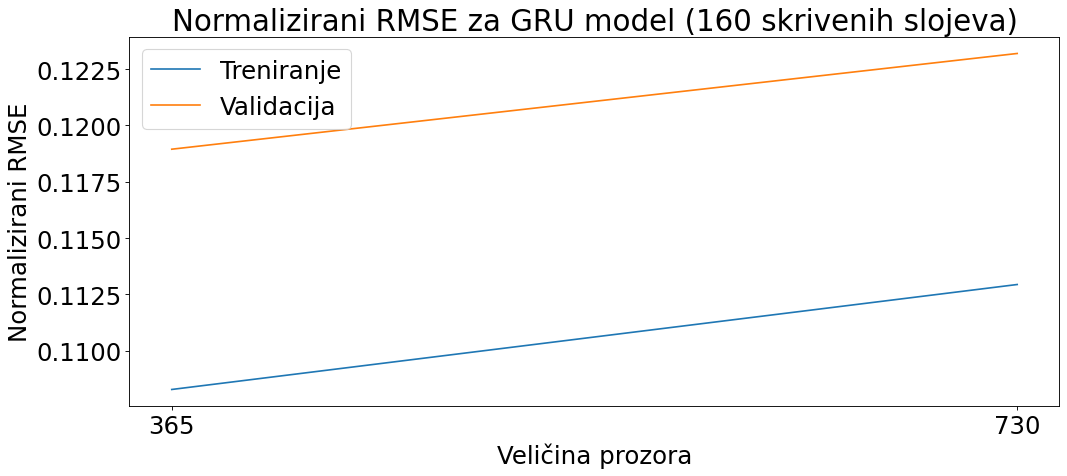 Normalizirani RMSE za GRU model (160 skrivenih slojeva)
Treniranje
Validacija
Normalizirani RMSE
0.1225
0.1200
0.1175
0.1150
0.1125
0.1100
365
730
Veličina prozora